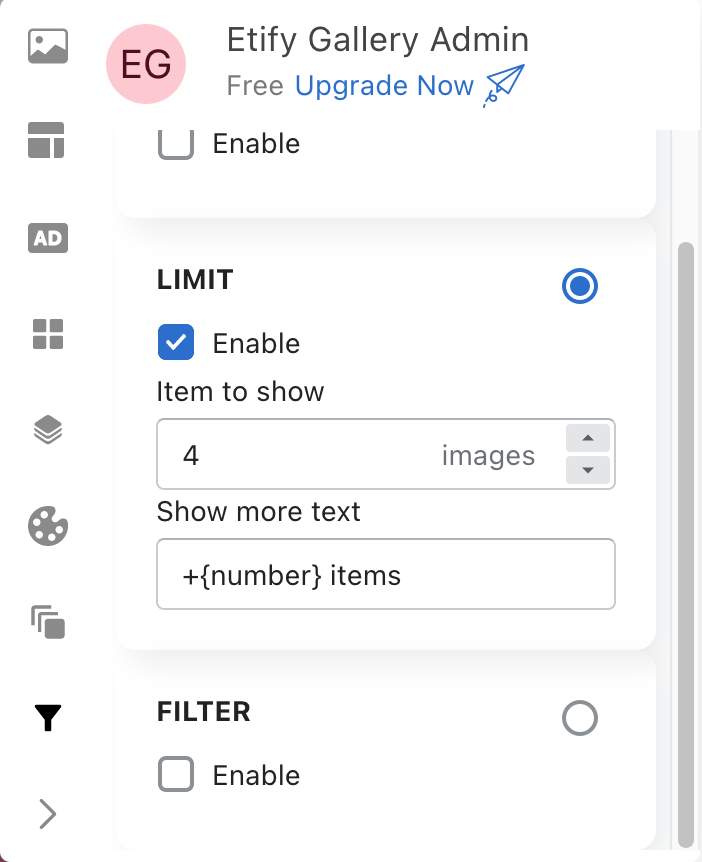 EG
Etify Gallery Admin
Free Upgrade Now
AD
Enable
LIMIT
Enable
Item to show
4 images
Show more text
+{number} items
FILTER
Enable